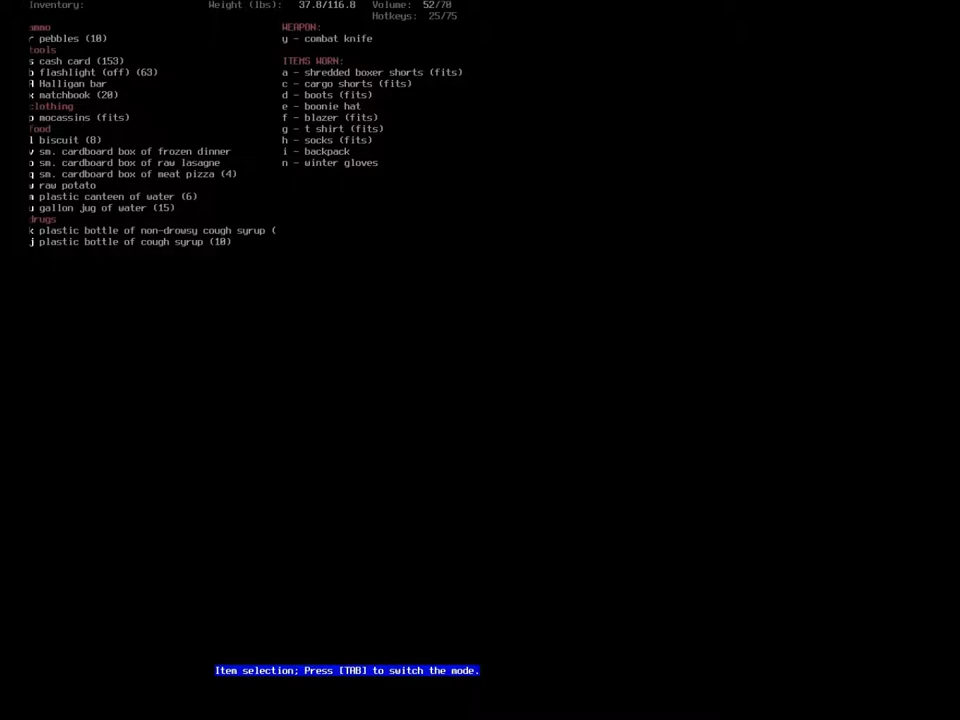 Inventory: Weight (lbs): 37.8/116.8 Volume: 52/70
Hotkeys: 25/75
ammo
r pebbles (10)
tools
s cash card (153)
b flashlight (off) (63)
A Halligan bar
x matchbook (20)
clothing
p mocassins (fits)
food
l biscuit (8)
v sm. cardboard box of frozen dinner
o sm. cardboard box of raw lasagne
q sm. cardboard box of meat pizza (4)
w raw potato
m plastic canteen of water (6)
u gallon jug of water (15)
drugs
k plastic bottle of non-drowsy cough syrup (
j plastic bottle of cough syrup (10)
WEAPON:
y - combat knife
ITEMS WORN:
a - shredded boxer shorts (fits)
c - cargo shorts (fits)
d - boots (fits)
e - boonie hat
f - blazer (fits)
g - t shirt (fits)
h - socks (fits)
i - backpack
n - winter gloves
Item selection; Press [TAB] to switch the mode.